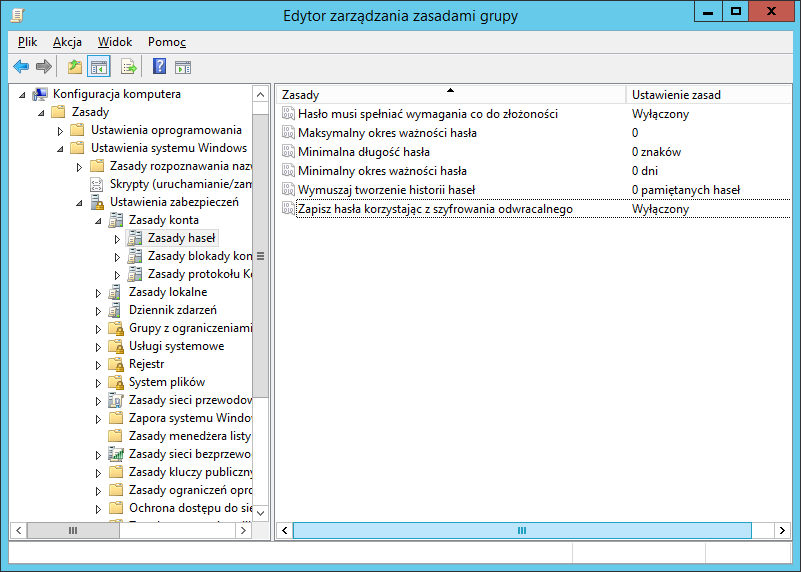 Edytor zarządzania zasadami grupy
Plik Akcja Widok Pomoc
Konfiguracja komputera
Zasady
Ustawienia oprogramowania
Ustawienia systemu Windows
Zasady rozpoznawania naz
Skrypty (uruchamianie/zam
Ustawienia zabezpieczeń
Zasady konta
Zasady haseł
Zasady blokady kon
Zasady protokołu Ke
Zasady lokalne
Dziennik zdarzeń
Grupy z ograniczeniami
Usługi systemowe
Rejestr
System plików
Zasady sieci przewodow
Zapora systemu Windo
Zasady menedżera listy
Zasady sieci bezprzewo
Zasady kluczy publiczny
Zasady ograniczeń opro
Ochrona dostępu do sie
Zasady Ustawienie zasad
Hasło musi spełniać wymagania co do złożoności Wyłączony
Maksymalny okres ważności hasła 0
Minimalna długość hasła 0 znaków
Minimalny okres ważności hasła 0 dni
Wymuszaj tworzenie historii haseł 0 pamiętanych haseł
Zapisz hasła korzystając z szyfrowania odwracalnego Wyłączony